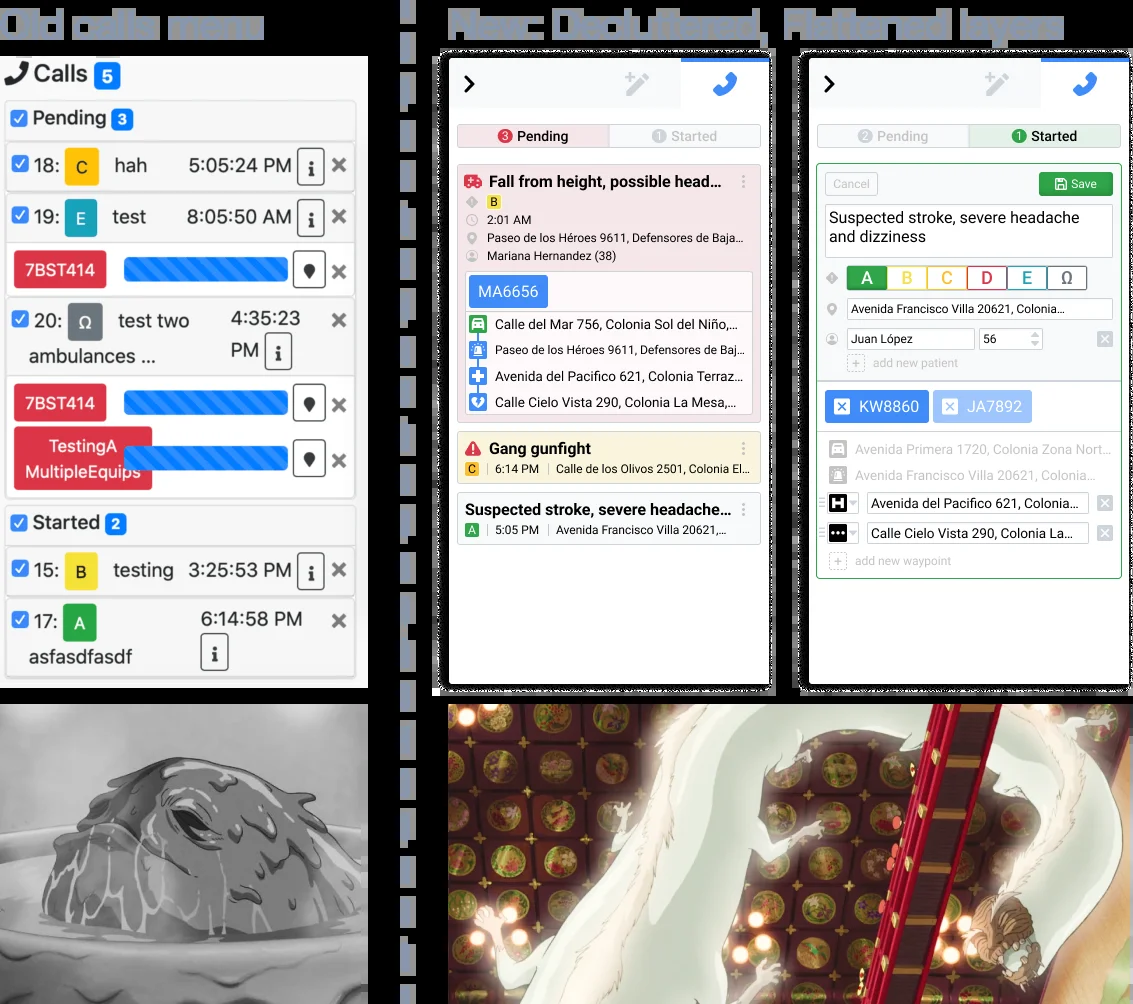 Old calls menu
Calls 5
Pending 3
18: C hah 5:05:24 PM i
19: E test 8:05:50 AM i
7BST414
20: Ω test two 4:35:23
ambulances ... PM i
7BST414
TestingA
MultipleEquips
Started 2
15: B testing 3:25:53 PM i
17: A 6:14:58 PM
asfasdfasdf i
New: Decluttered, flattened layers
3 Pending 1 Started
Fall from height, possible head...
B
2:01 AM
Paseo de los Héroes 9611, Defensores de Baja...
Mariana Hernandez (38)
MA6656
Calle del Mar 756, Colonia Sol del Niño,...
Paseo de los Héroes 9611, Defensores de Baj...
Avenida del Pacifico 621, Colonia Terraz...
Calle Cielo Vista 290, Colonia La Mesa,...
Gang gunfight
C 6:14 PM Calle de los Olivos 2501, Colonia El...
Suspected stroke, severe headache...
A 5:05 PM Avenida Francisco Villa 20621,...
2 Pending 1 Started
Cancel Save
Suspected stroke, severe headache
and dizziness
A B C D E Ω
Avenida Francisco Villa 20621, Colonia...
Juan López 56
add new patient
KW8860 JA7892
Avenida Primera 1720, Colonia Zona Nort...
Avenida Francisco Villa 20621, Colonia...
H Avenida del Pacifico 621, Colonia...
Calle Cielo Vista 290, Colonia La...
add new waypoint